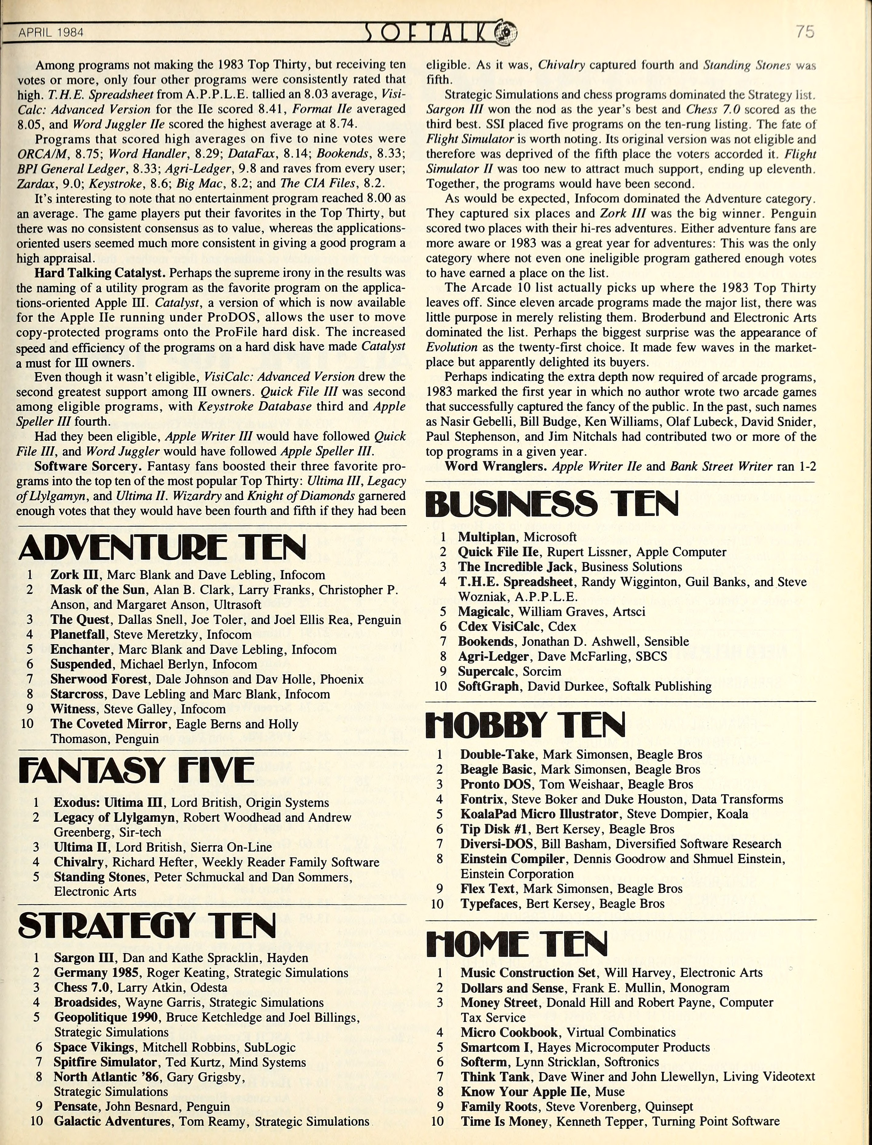 APRIL 1984
SOFTALK
75
Among programs not making the 1983 Top Thirty, but receiving ten
votes or more, only four other programs were consistently rated that
high. T.H.E. Spreadsheet from A.P.P.L.E. tallied an 8.03 average, Visi-
Calc: Advanced Version for the IIe scored 8.41, Format IIe averaged
8.05, and Word Juggler IIe scored the highest average at 8.74.
Programs that scored high averages on five to nine votes were
ORCA/M, 8.75; Word Handler, 8.29; DataFax, 8.14; Bookends, 8.33;
BPI General Ledger, 8.33; Agri-Ledger, 9.8 and raves from every user;
Zardax, 9.0; Keystroke, 8.6; Big Mac, 8.2; and The CIA Files, 8.2.
It's interesting to note that no entertainment program reached 8.00 as
an average. The game players put their favorites in the Top Thirty, but
there was no consistent consensus as to value, whereas the applications-
oriented users seemed much more consistent in giving a good program a
high appraisal.
Hard Talking Catalyst. Perhaps the supreme irony in the results was
the naming of a utility program as the favorite program on the applica-
tions-oriented Apple III. Catalyst, a version of which is now available
for the Apple IIe running under ProDOS, allows the user to move
copy-protected programs onto the ProFile hard disk. The increased
speed and efficiency of the programs on a hard disk have made Catalyst
a must for III owners.
Even though it wasn't eligible, VisiCalc: Advanced Version drew the
second greatest support among III owners. Quick File III was second
among eligible programs, with Keystroke Database third and Apple
Speller III fourth.
Had they been eligible, Apple Writer III would have followed Quick
File III, and Word Juggler would have followed Apple Speller III.
Software Sorcery. Fantasy fans boosted their three favorite pro-
grams into the top ten of the most popular Top Thirty: Ultima III, Legacy
of Llylgamyn, and Ultima II. Wizardry and Knight of Diamonds garnered
enough votes that they would have been fourth and fifth if they had been
ADVENTURE TEN
1 Zork III, Marc Blank and Dave Lebling, Infocom
2 Mask of the Sun, Alan B. Clark, Larry Franks, Christopher P.
Anson, and Margaret Anson, Ultrasoft
3 The Quest, Dallas Snell, Joe Toler, and Joel Ellis Rea, Penguin
4 Planetfall, Steve Meretzky, Infocom
5 Enchanter, Marc Blank and Dave Lebling, Infocom
6 Suspended, Michael Berlyn, Infocom
7 Sherwood Forest, Dale Johnson and Dav Holle, Phoenix
8 Starcross, Dave Lebling and Marc Blank, Infocom
9 Witness, Steve Galley, Infocom
10 The Coveted Mirror, Eagle Berns and Holly
Thomason, Penguin
FANTASY FIVE
1 Exodus: Ultima III, Lord British, Origin Systems
2 Legacy of Llylgamyn, Robert Woodhead and Andrew
Greenberg, Sir-tech
3 Ultima II, Lord British, Sierra On-Line
4 Chivalry, Richard Hefter, Weekly Reader Family Software
5 Standing Stones, Peter Schmuckal and Dan Sommers,
Electronic Arts
STRATEGY TEN
1 Sargon III, Dan and Kathe Spracklin, Hayden
2 Germany 1985, Roger Keating, Strategic Simulations
3 Chess 7.0, Larry Atkin, Odesta
4 Broadsides, Wayne Garris, Strategic Simulations
5 Geopolitique 1990, Bruce Ketchledge and Joel Billings,
Strategic Simulations
6 Space Vikings, Mitchell Robbins, SubLogic
7 Spitfire Simulator, Ted Kurtz, Mind Systems
8 North Atlantic '86, Gary Grigsby,
Strategic Simulations
9 Pensate, John Besnard, Penguin
10 Galactic Adventures, Tom Reamy, Strategic Simulations
eligible. As it was, Chivalry captured fourth and Standing Stones was
fifth.
Strategic Simulations and chess programs dominated the Strategy list.
Sargon III won the nod as the year's best and Chess 7.0 scored as the
third best. SSI placed five programs on the ten-rung listing. The fate of
Flight Simulator is worth noting. Its original version was not eligible and
therefore was deprived of the fifth place the voters accorded it. Flight
Simulator II was too new to attract much support, ending up eleventh.
Together, the programs would have been second.
As would be expected, Infocom dominated the Adventure category.
They captured six places and Zork III was the big winner. Penguin
scored two places with their hi-res adventures. Either adventure fans are
more aware or 1983 was a great year for adventures: This was the only
category where not even one ineligible program gathered enough votes
to have earned a place on the list.
The Arcade 10 list actually picks up where the 1983 Top Thirty
leaves off. Since eleven arcade programs made the major list, there was
little purpose in merely relisting them. Broderbund and Electronic Arts
dominated the list. Perhaps the biggest surprise was the appearance of
Evolution as the twenty-first choice. It made few waves in the market-
place but apparently delighted its buyers.
Perhaps indicating the extra depth now required of arcade programs,
1983 marked the first year in which no author wrote two arcade games
that successfully captured the fancy of the public. In the past, such names
as Nasir Gebelli, Bill Budge, Ken Williams, Olaf Lubeck, David Snider,
Paul Stephenson, and Jim Nitchals had contributed two or more of the
top programs in a given year.
Word Wranglers. Apple Writer IIe and Bank Street Writer ran 1-2
BUSINESS TEN
1 Multiplan, Microsoft
2 Quick File IIe, Rupert Lissner, Apple Computer
3 The Incredible Jack, Business Solutions
4 T.H.E. Spreadsheet, Randy Wigginton, Guil Banks, and Steve
Wozniak, A.P.P.L.E.
5 Magicalc, William Graves, Artsci
6 Cdex VisiCalc, Cdex
7 Bookends, Jonathan D. Ashwell, Sensible
8 Agri-Ledger, Dave McFarling, SBCS
9 Supercalc, Sorcim
10 SoftGraph, David Durkee, Softalk Publishing
HOBBY TEN
1 Double-Take, Mark Simonsen, Beagle Bros
2 Beagle Basic, Mark Simonsen, Beagle Bros
3 Pronto DOS, Tom Weishaar, Beagle Bros
4 Fontrix, Steve Boker and Duke Houston, Data Transforms
5 KoalaPad Micro Illustrator, Steve Dompier, Koala
6 Tip Disk #1, Bert Kersey, Beagle Bros
7 Diversi-DOS, Bill Basham, Diversified Software Research
8 Einstein Compiler, Dennis Goodrow and Shmuel Einstein,
Einstein Corporation
9 Flex Text, Mark Simonsen, Beagle Bros
10 Typefaces, Bert Kersey, Beagle Bros
HOME TEN
1 Music Construction Set, Will Harvey, Electronic Arts
2 Dollars and Sense, Frank E. Mullin, Monogram
3 Money Street, Donald Hill and Robert Payne, Computer
Tax Service
4 Micro Cookbook, Virtual Combinatics
5 Smartcom I, Hayes Microcomputer Products
6 Softerm, Lynn Stricklan, Softronics
7 Think Tank, Dave Winer and John Llewellyn, Living Videotext
8 Know Your Apple IIe, Muse
9 Family Roots, Steve Vorenberg, Quinsept
10 Time Is Money, Kenneth Tepper, Turning Point Software